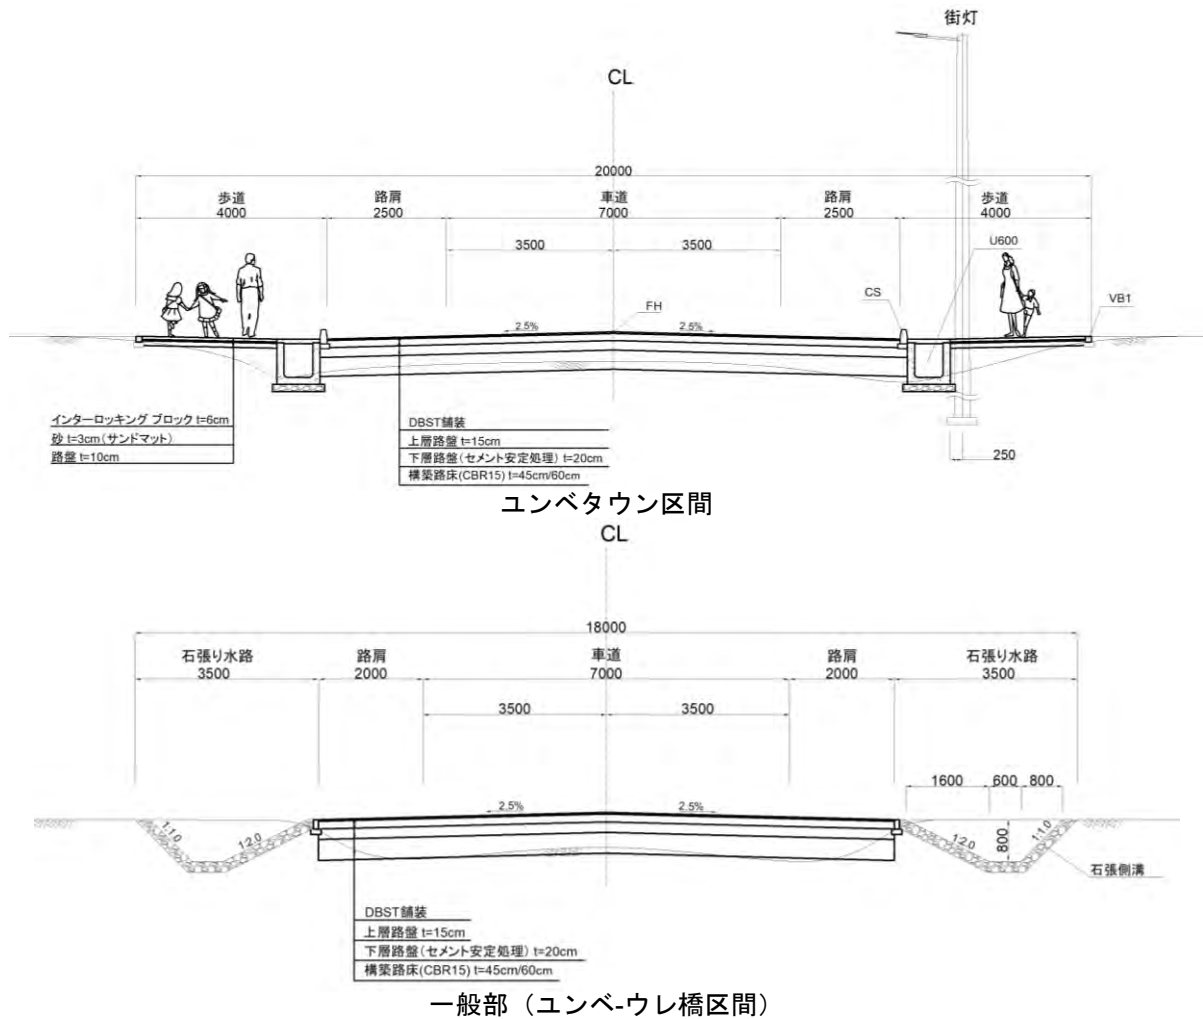 街灯
CL
20000
歩道 路肩 車道 路肩 歩道
4000 2500 7000 2500 4000
3500 3500
U600
CS
FH
VB1
2.5% 2.5%
インターロッキング ブロック t=6cm
砂 t=3cm(サンドマット)
路盤 t=10cm
DBST舗装
上層路盤 t=15cm
下層路盤(セメント安定処理) t=20cm
構築路床(CBR15) t=45cm/60cm
250
ユンベタウン区間
CL
18000
石張り水路 路肩 車道 路肩 石張り水路
3500 2000 7000 2000 3500
3500 3500
1600 600 800
2.5% 2.5%
1:1.0 1:2.0 1:2.0 800 1:1.0
石張側溝
DBST舗装
上層路盤 t=15cm
下層路盤(セメント安定処理) t=20cm
構築路床(CBR15) t=45cm/60cm
一般部（ユンベ-ウレ橋区間）